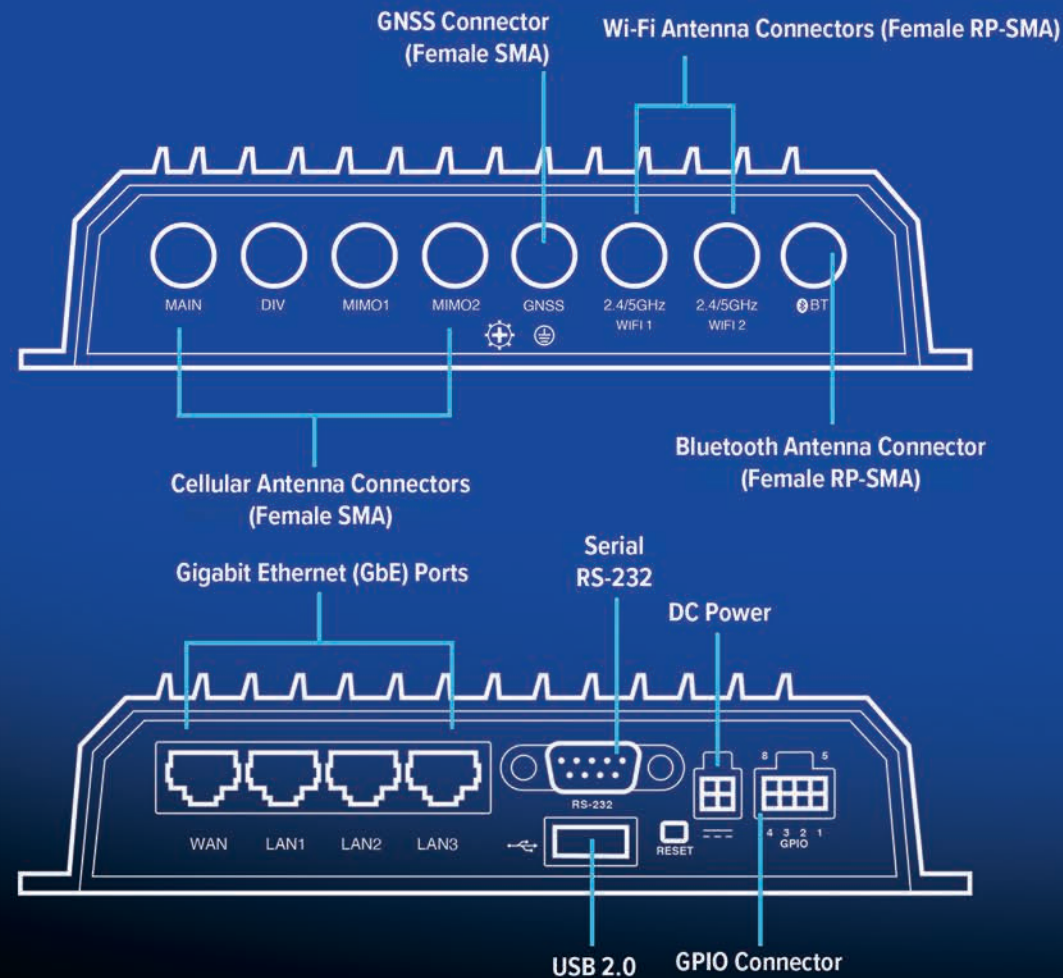 GNSS Connector
(Female SMA)
Wi-Fi Antenna Connectors (Female RP-SMA)
MAIN
DIV
MIMO1
MIMO2
GNSS
2.4/5GHz
WIFI 1
2.4/5GHz
WIFI 2
BT
Cellular Antenna Connectors
(Female SMA)
Bluetooth Antenna Connector
(Female RP-SMA)
Gigabit Ethernet (GbE) Ports
Serial
RS-232
DC Power
WAN
LAN1
LAN2
LAN3
RS-232
RESET
8 5
4 3 2 1
GPIO
USB 2.0
GPIO Connector